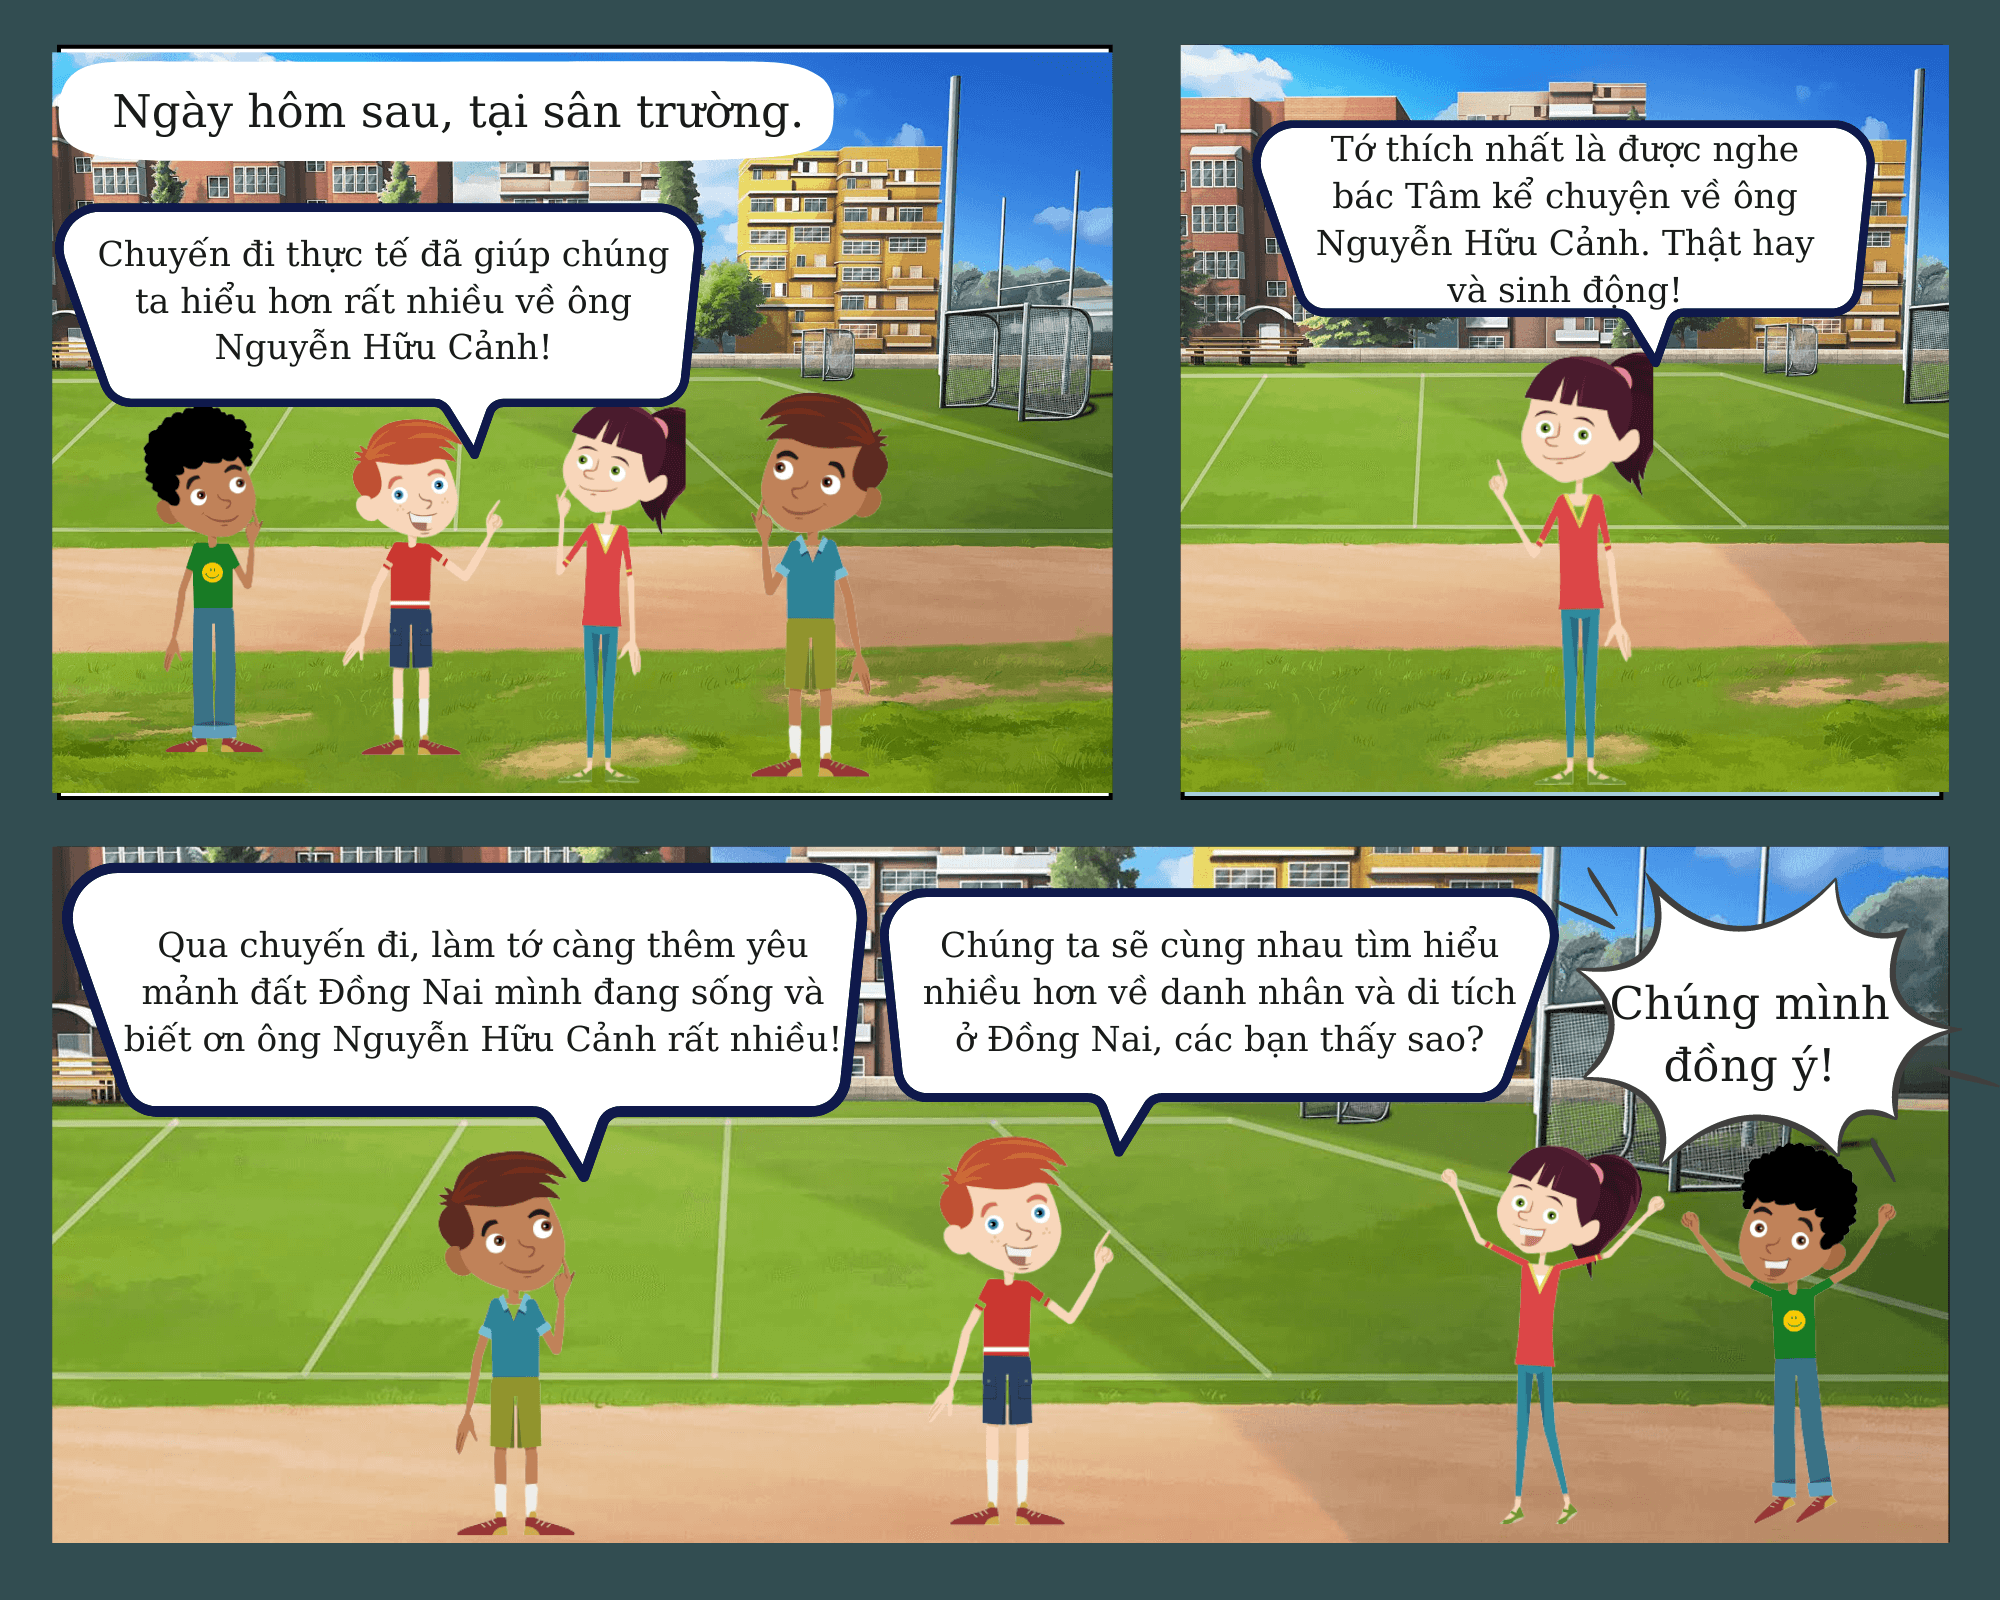 Ngày hôm sau, tại sân trường.
Chuyến đi thực tế đã giúp chúng
ta hiểu hơn rất nhiều về ông
Nguyễn Hữu Cảnh!
Tớ thích nhất là được nghe
bác Tâm kể chuyện về ông
Nguyễn Hữu Cảnh. Thật hay
và sinh động!
Qua chuyến đi, làm tớ càng thêm yêu
mảnh đất Đồng Nai mình đang sống và
biết ơn ông Nguyễn Hữu Cảnh rất nhiều!
Chúng ta sẽ cùng nhau tìm hiểu
nhiều hơn về danh nhân và di tích
ở Đồng Nai, các bạn thấy sao?
Chúng mình
đồng ý!